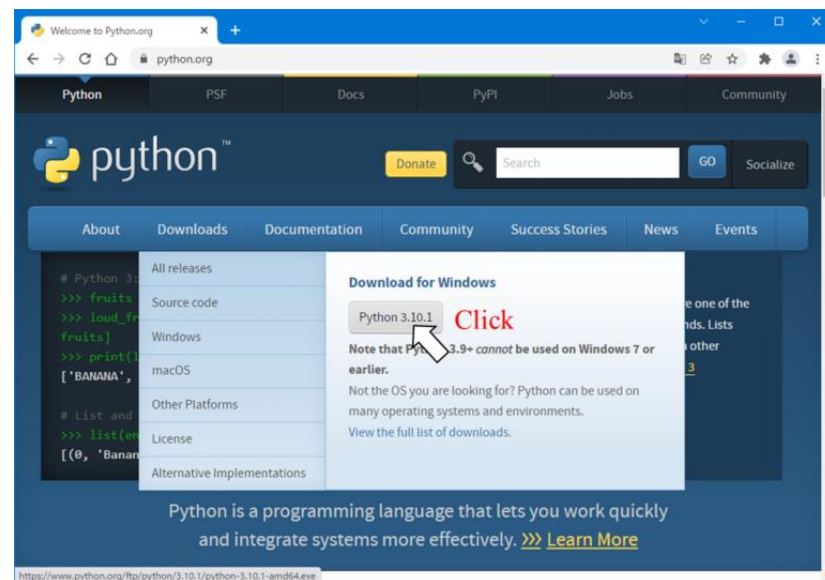 Welcome to Python.org
python.org
Python PSF Docs PyPI Jobs Community
python™
Donate Search GO Socialize
About Downloads Documentation Community Success Stories News Events
All releases
Source code
Windows
macOS
Other Platforms
License
Alternative Implementations
Download for Windows
Python 3.10.1 Click
Note that 3.9+ cannot be used on Windows 7 or
earlier.
Not the OS you are looking for? Python can be used on
many operating systems and environments.
View the full list of downloads.
# Python 3:
>>> fruits
>>> loud_fr
fruits]
>>> print(l
['BANANA',
# List and
>>> list(en
[(0, 'Banan
e one of the
nds. Lists
other
3
Python is a programming language that lets you work quickly
and integrate systems more effectively. >>> Learn More
https://www.python.org/ftp/python/3.10.1/python-3.10.1-amd64.exe